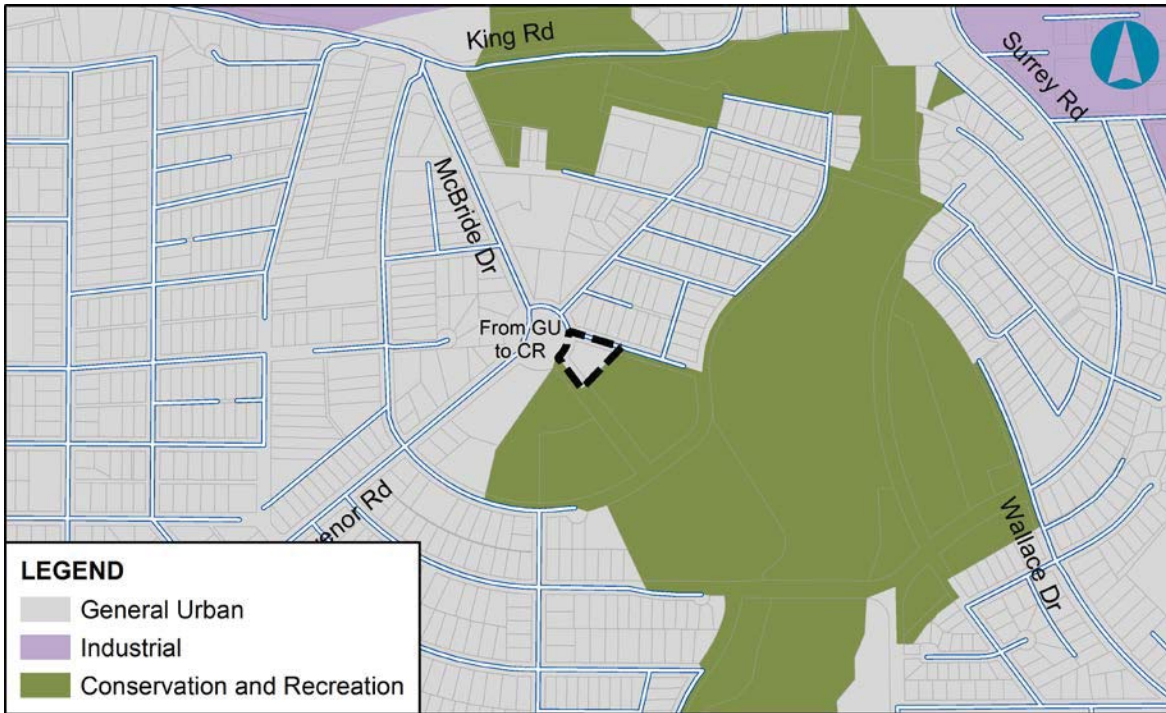 King Rd
Surrey Rd
McBride Dr
From GU
to CR
Wallace Dr
enor Rd
LEGEND
General Urban
Industrial
Conservation and Recreation